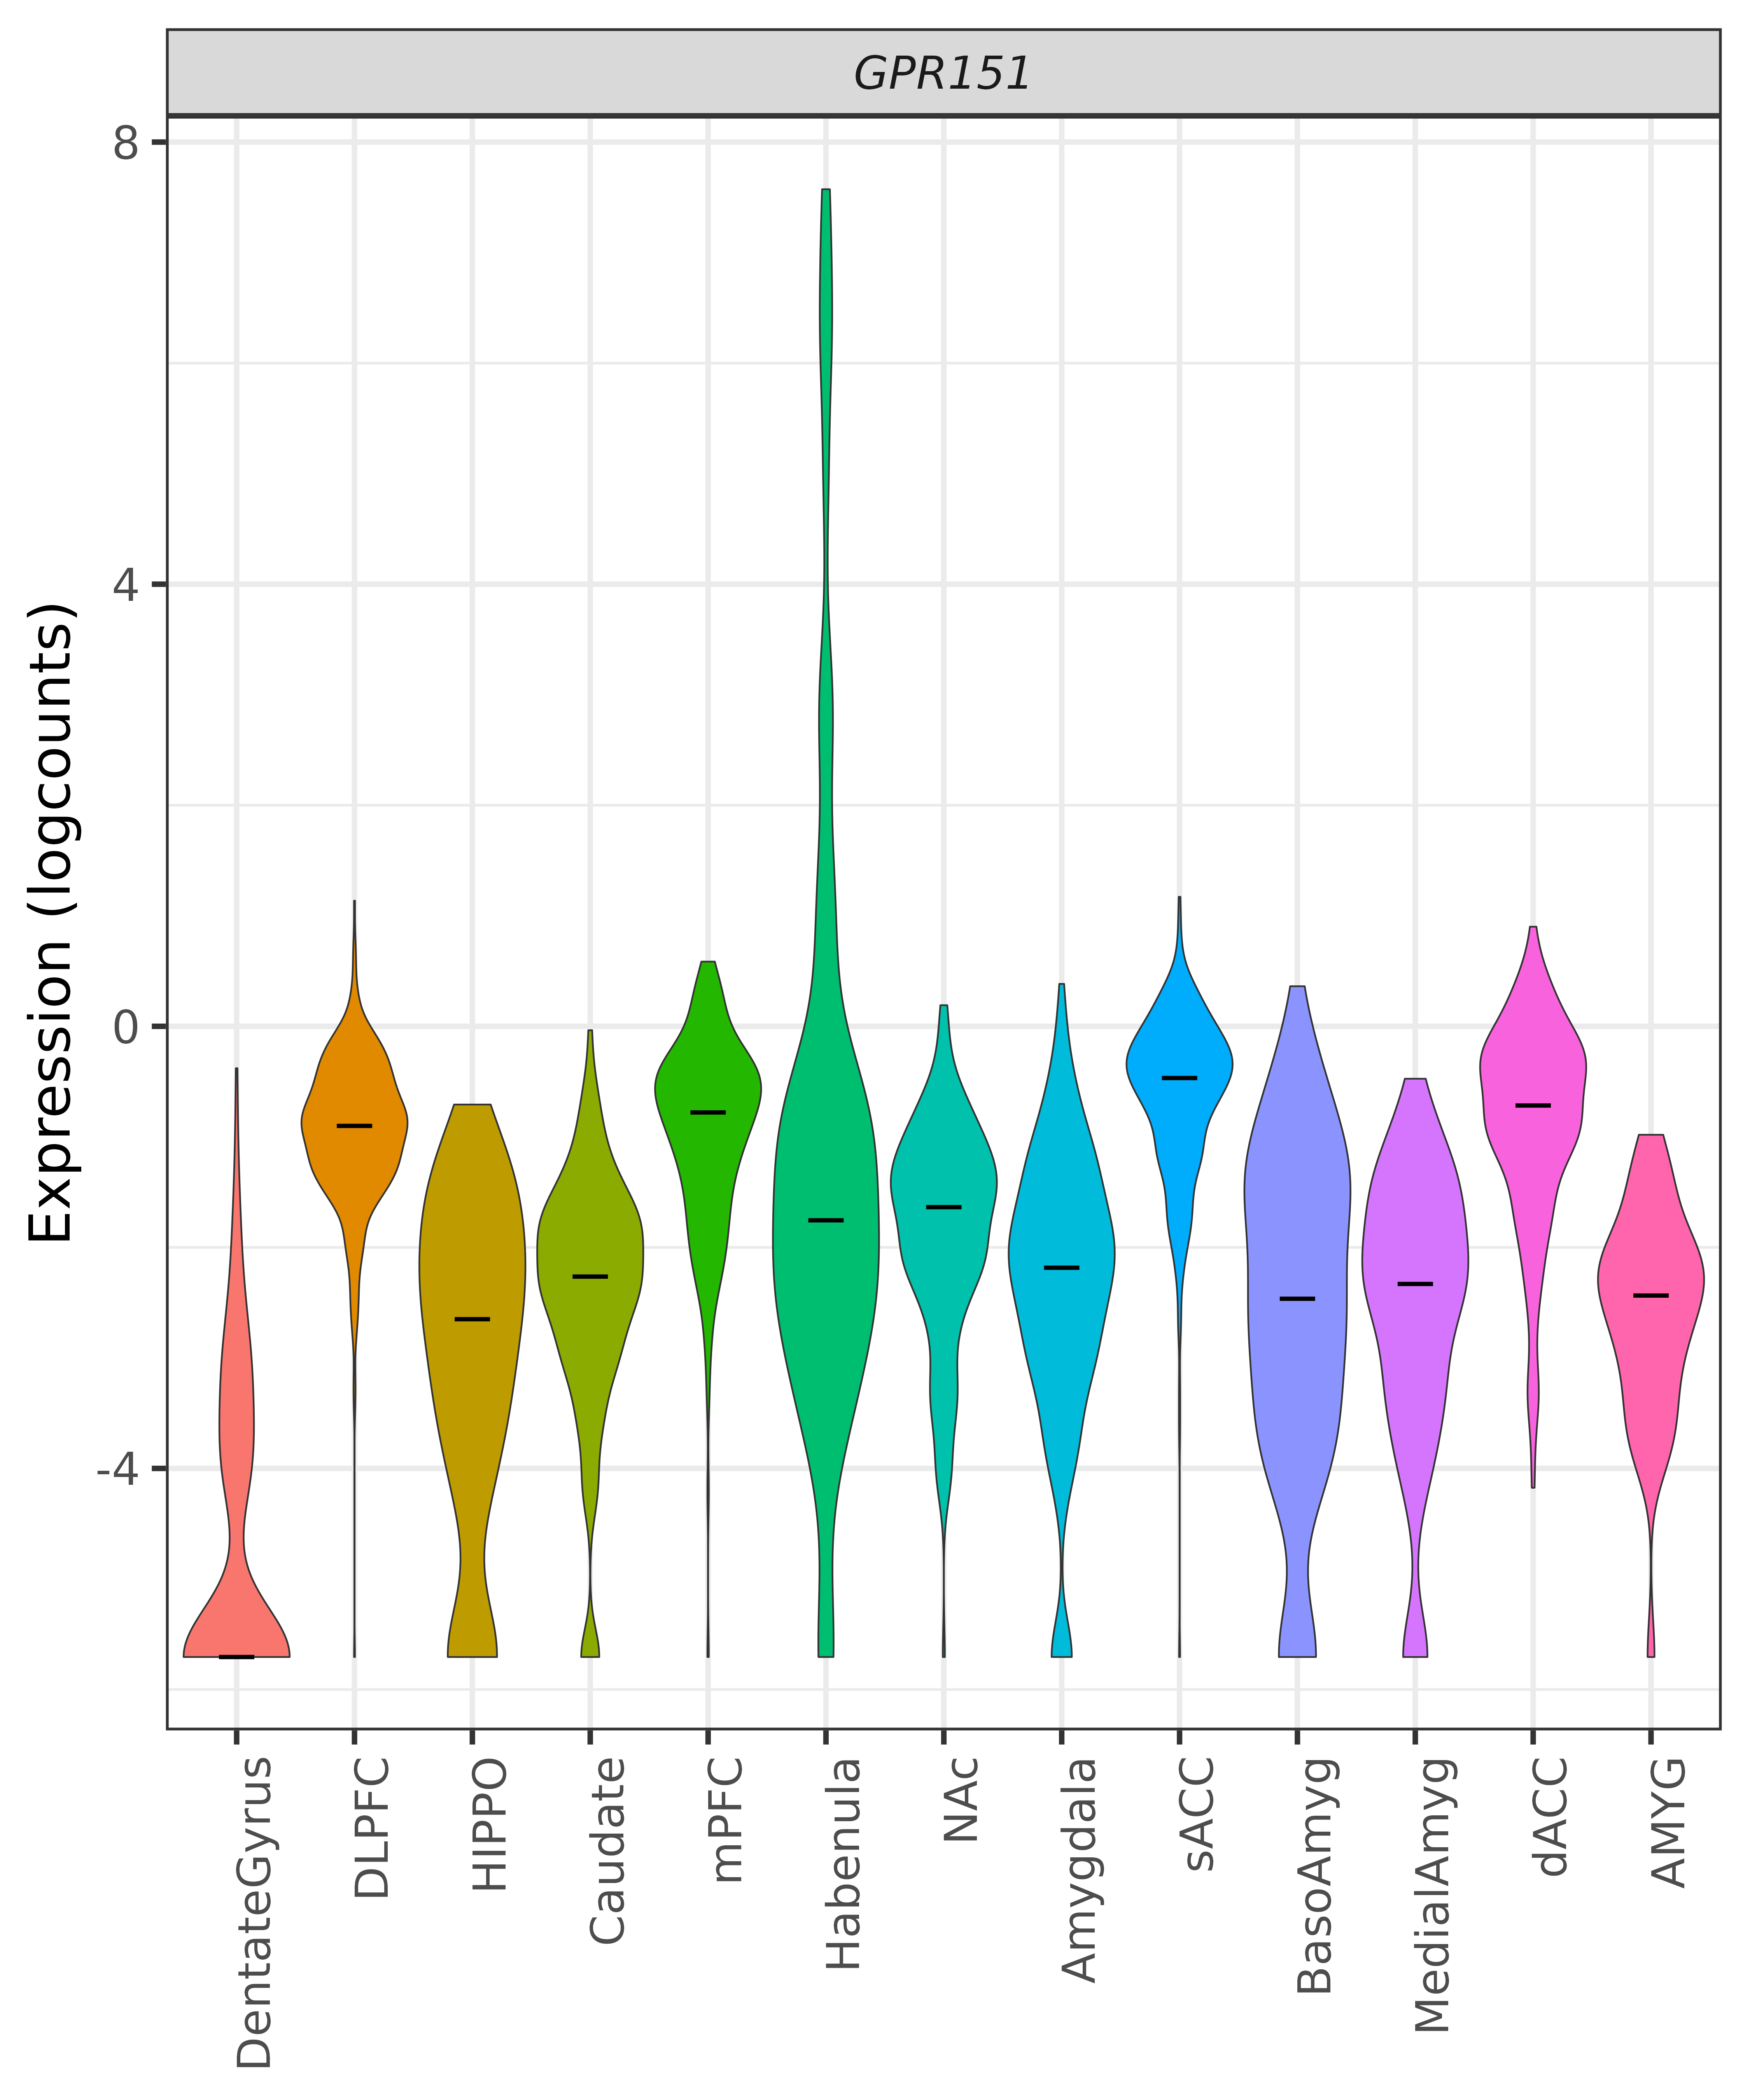 GPR151
8
4
0
-4
Expression (logcounts)
DentateGyrus
DLPFC
HIPPO
Caudate
mPFC
Habenula
NAc
Amygdala
sACC
BasoAmyg
MedialAmyg
dACC
AMYG